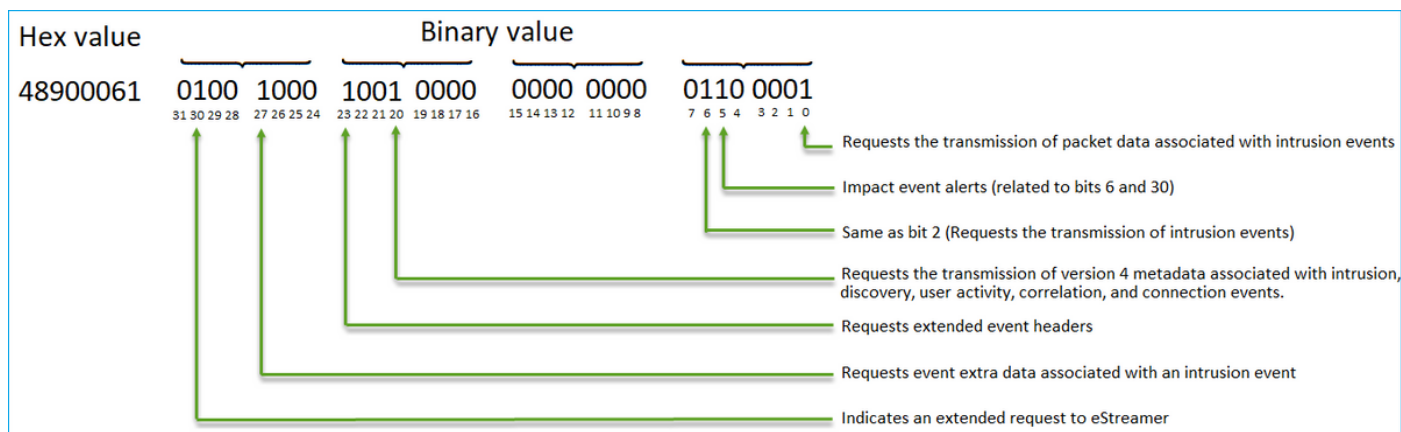 Hex value
Binary value
48900061 0100 1000 1001 0000 0000 0000 0110 0001
31 30 29 28 27 26 25 24 23 22 21 20 19 18 17 16 15 14 13 12 11 10 9 8 7 6 5 4 3 2 1 0
Requests the transmission of packet data associated with intrusion events
Impact event alerts (related to bits 6 and 30)
Same as bit 2 (Requests the transmission of intrusion events)
Requests the transmission of version 4 metadata associated with intrusion,
discovery, user activity, correlation, and connection events.
Requests extended event headers
Requests event extra data associated with an intrusion event
Indicates an extended request to eStreamer